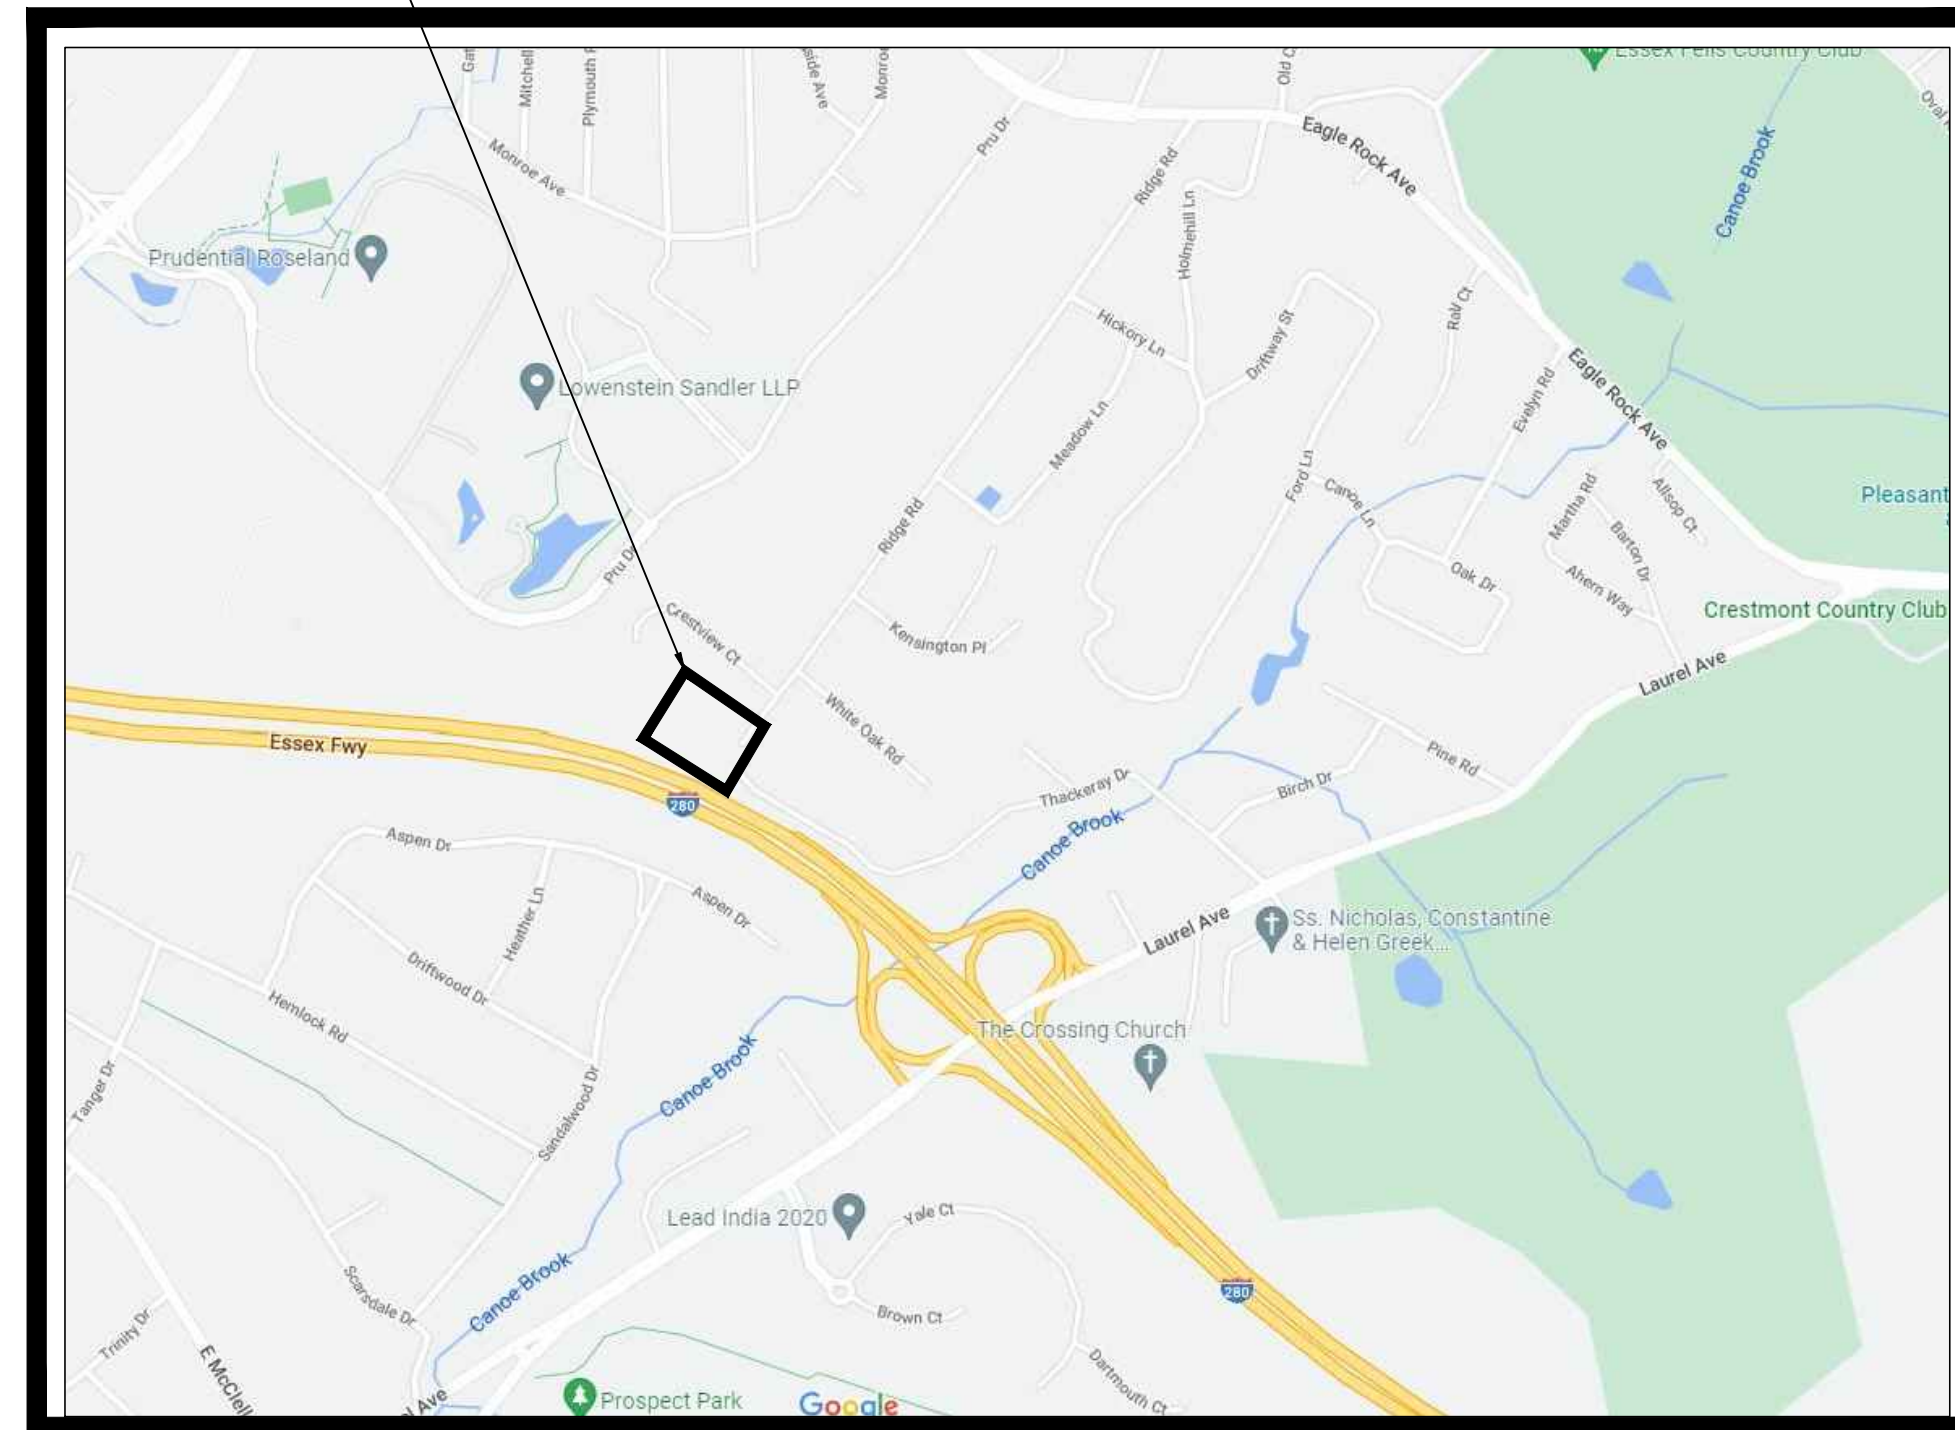 Essex Fells Country Club
Mitchell
Plymouth
side Ave
Monroe
Old
Oval
Monroe Ave
Pru Dr
Ridge Rd
Eagle Rock Ave
Canoe Brook
Holmehill Ln
Prudential Roseland
Hickory Ln
Driftway St
Eagle Rock Ave
Evelyn Rd
Lowenstein Sandler LLP
Meadow Ln
Ford Ln
Canoe Ln
Martha Rd
Allsop Ct
Pleasant
Ridge Rd
Barton Dr
Pru Dr
Oak Dr
Ahern Way
Crestview Ct
Kensington Pl
Crestmont Country Club
Laurel Ave
White Oak Rd
Essex Fwy
Pine Rd
Thackeray Dr
Birch Dr
280
Canoe Brook
Aspen Dr
Aspen Dr
Heather Ln
Laurel Ave
Ss. Nicholas, Constantine
& Helen Greek...
Driftwood Dr
Hemlock Rd
The Crossing Church
Canoe Brook
Tanger Dr
Sandalwood Dr
Lead India 2020
Yale Ct
Canoe Brook
Scarsdale Dr
280
Brown Ct
Trinity Dr
E McClell
Dartmouth Ct
Ave
Prospect Park
Google